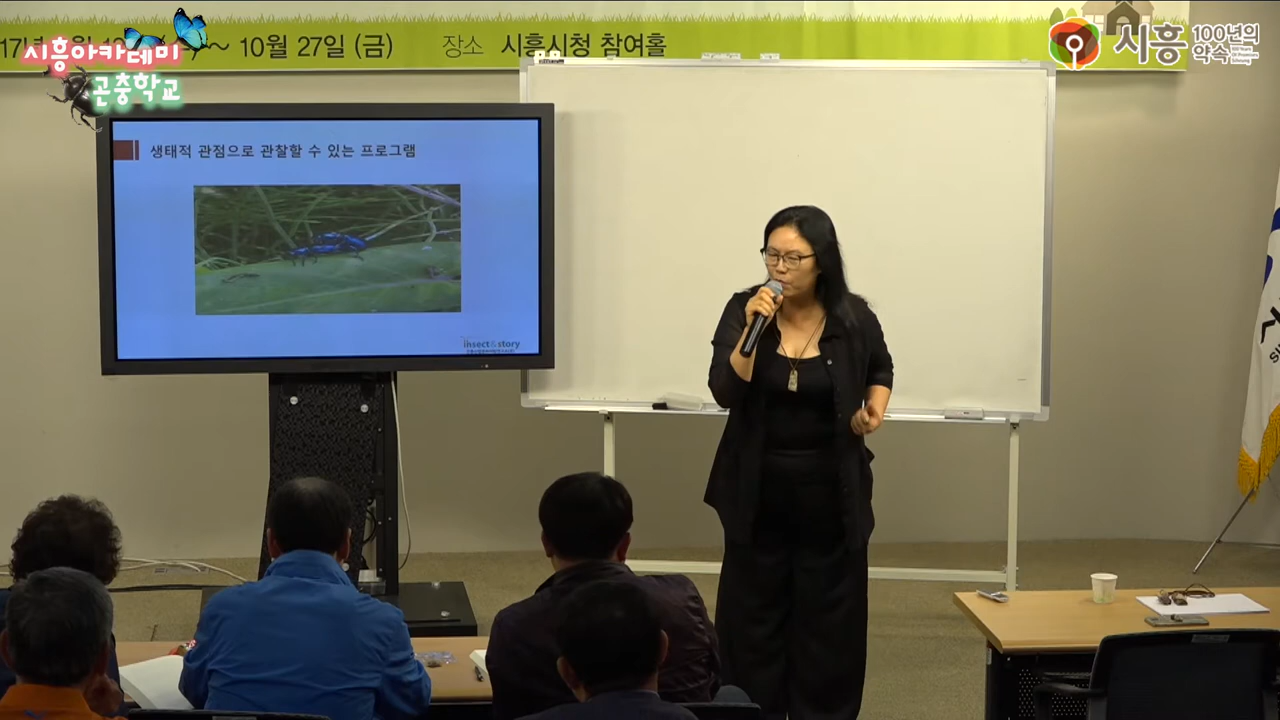 ~ 10월 27일 (금) 장소 시흥시청 참여홀
시흥아카데미
곤충학교
시흥 100년의 약속
생태적 관점으로 관찰할 수 있는 프로그램
insect&story